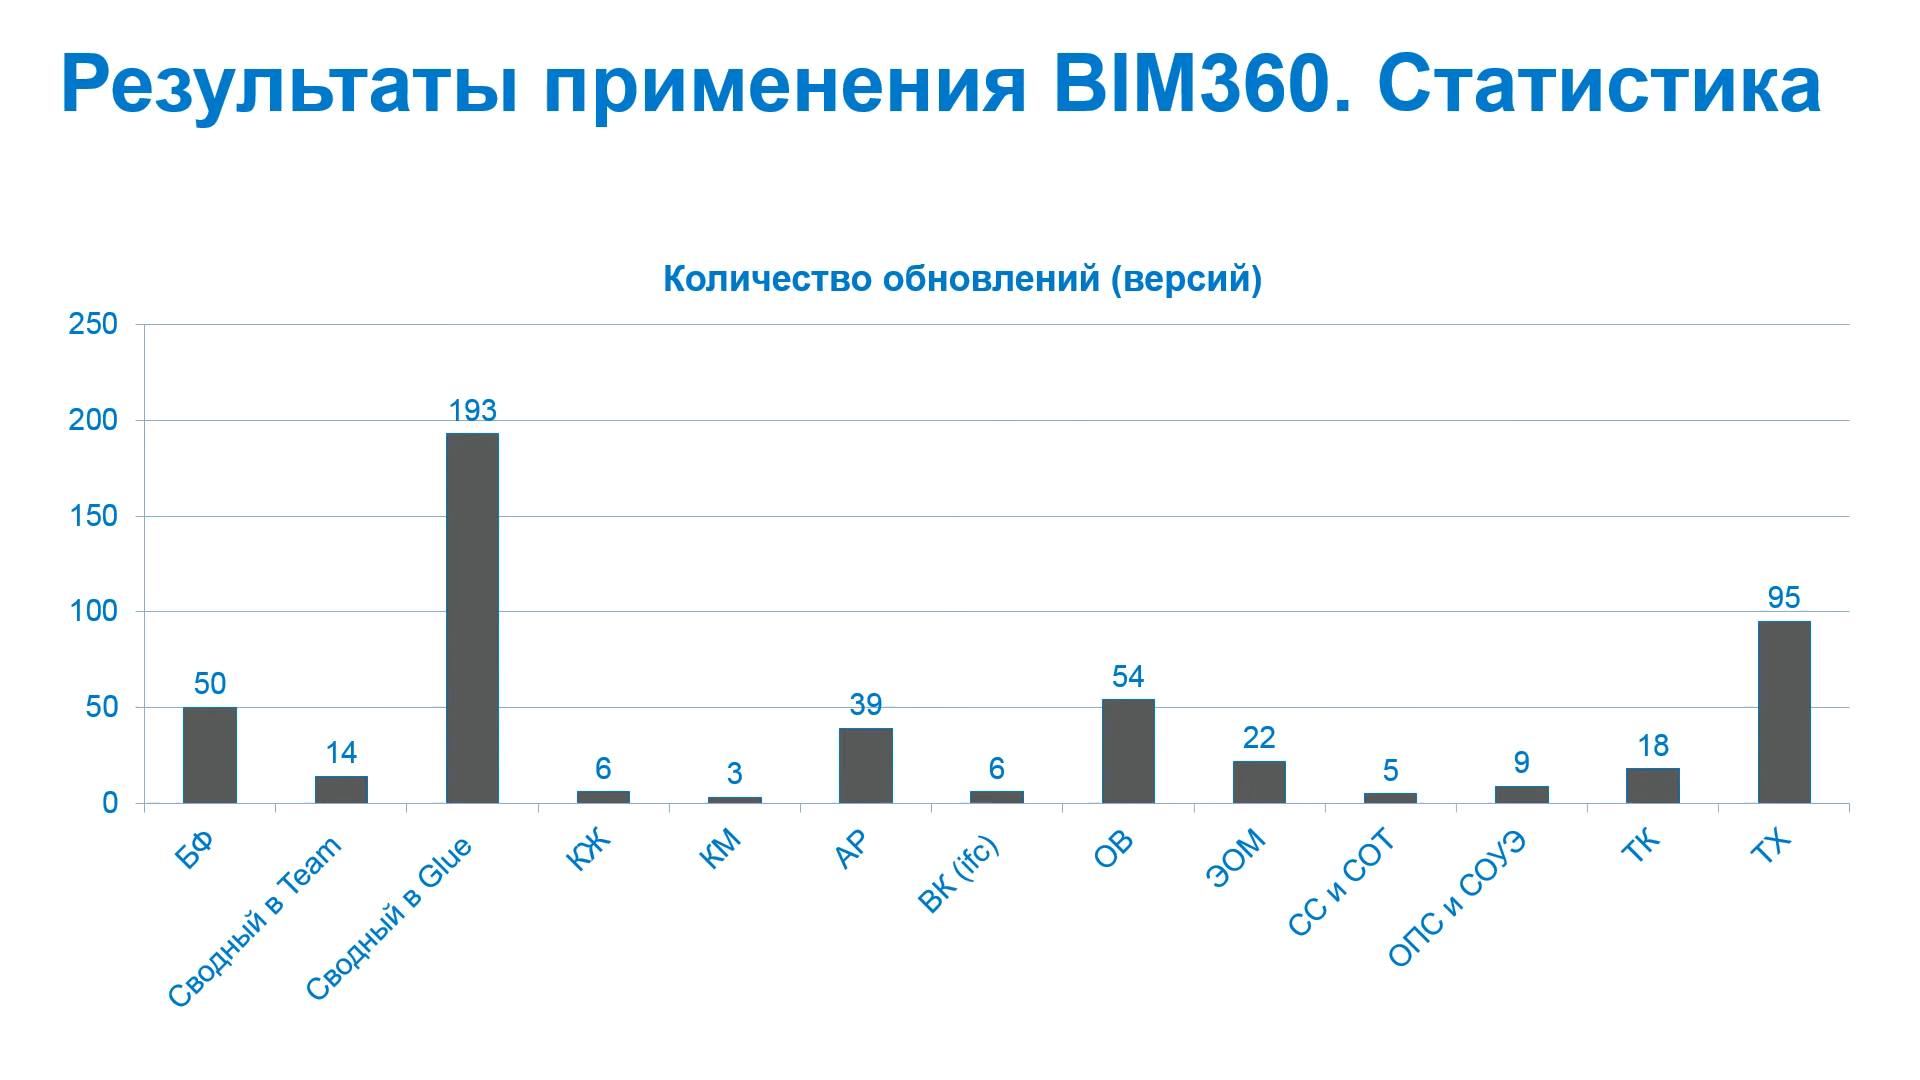 Результаты применения BIM360. Статистика
Количество обновлений (версий)
250
200
150
100
50
0
50
14
193
6
3
39
6
54
22
5
9
18
95
БФ
Сводный в Team
Сводный в Glue
КЖ
КМ
АР
ВК (ifc)
ОВ
ЭОМ
СС и СОТ
ОПС и СОУЭ
ТК
ТХ